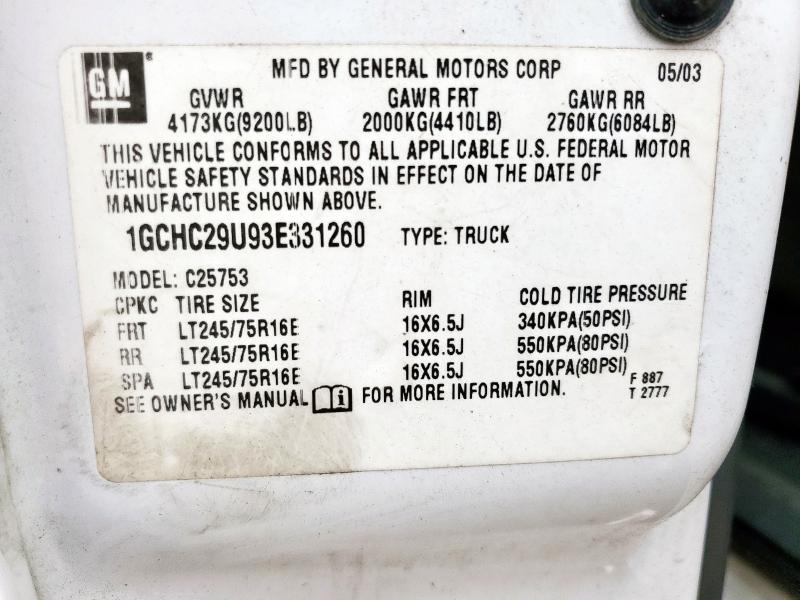 GM
MFD BY GENERAL MOTORS CORP 05/03
GVWR GAWR FRT GAWR RR
4173KG(9200LB) 2000KG(4410LB) 2760KG(6084LB)
THIS VEHICLE CONFORMS TO ALL APPLICABLE U.S. FEDERAL MOTOR
VEHICLE SAFETY STANDARDS IN EFFECT ON THE DATE OF
MANUFACTURE SHOWN ABOVE.
1GCHC29U93E331260 TYPE: TRUCK
MODEL: C25753
CPKC TIRE SIZE RIM COLD TIRE PRESSURE
FRT LT245/75R16E 16X6.5J 340KPA(50PSI)
RR LT245/75R16E 16X6.5J 550KPA(80PSI)
SPA LT245/75R16E 16X6.5J 550KPA(80PSI)
SEE OWNER'S MANUAL i FOR MORE INFORMATION.
F 887
T 2777